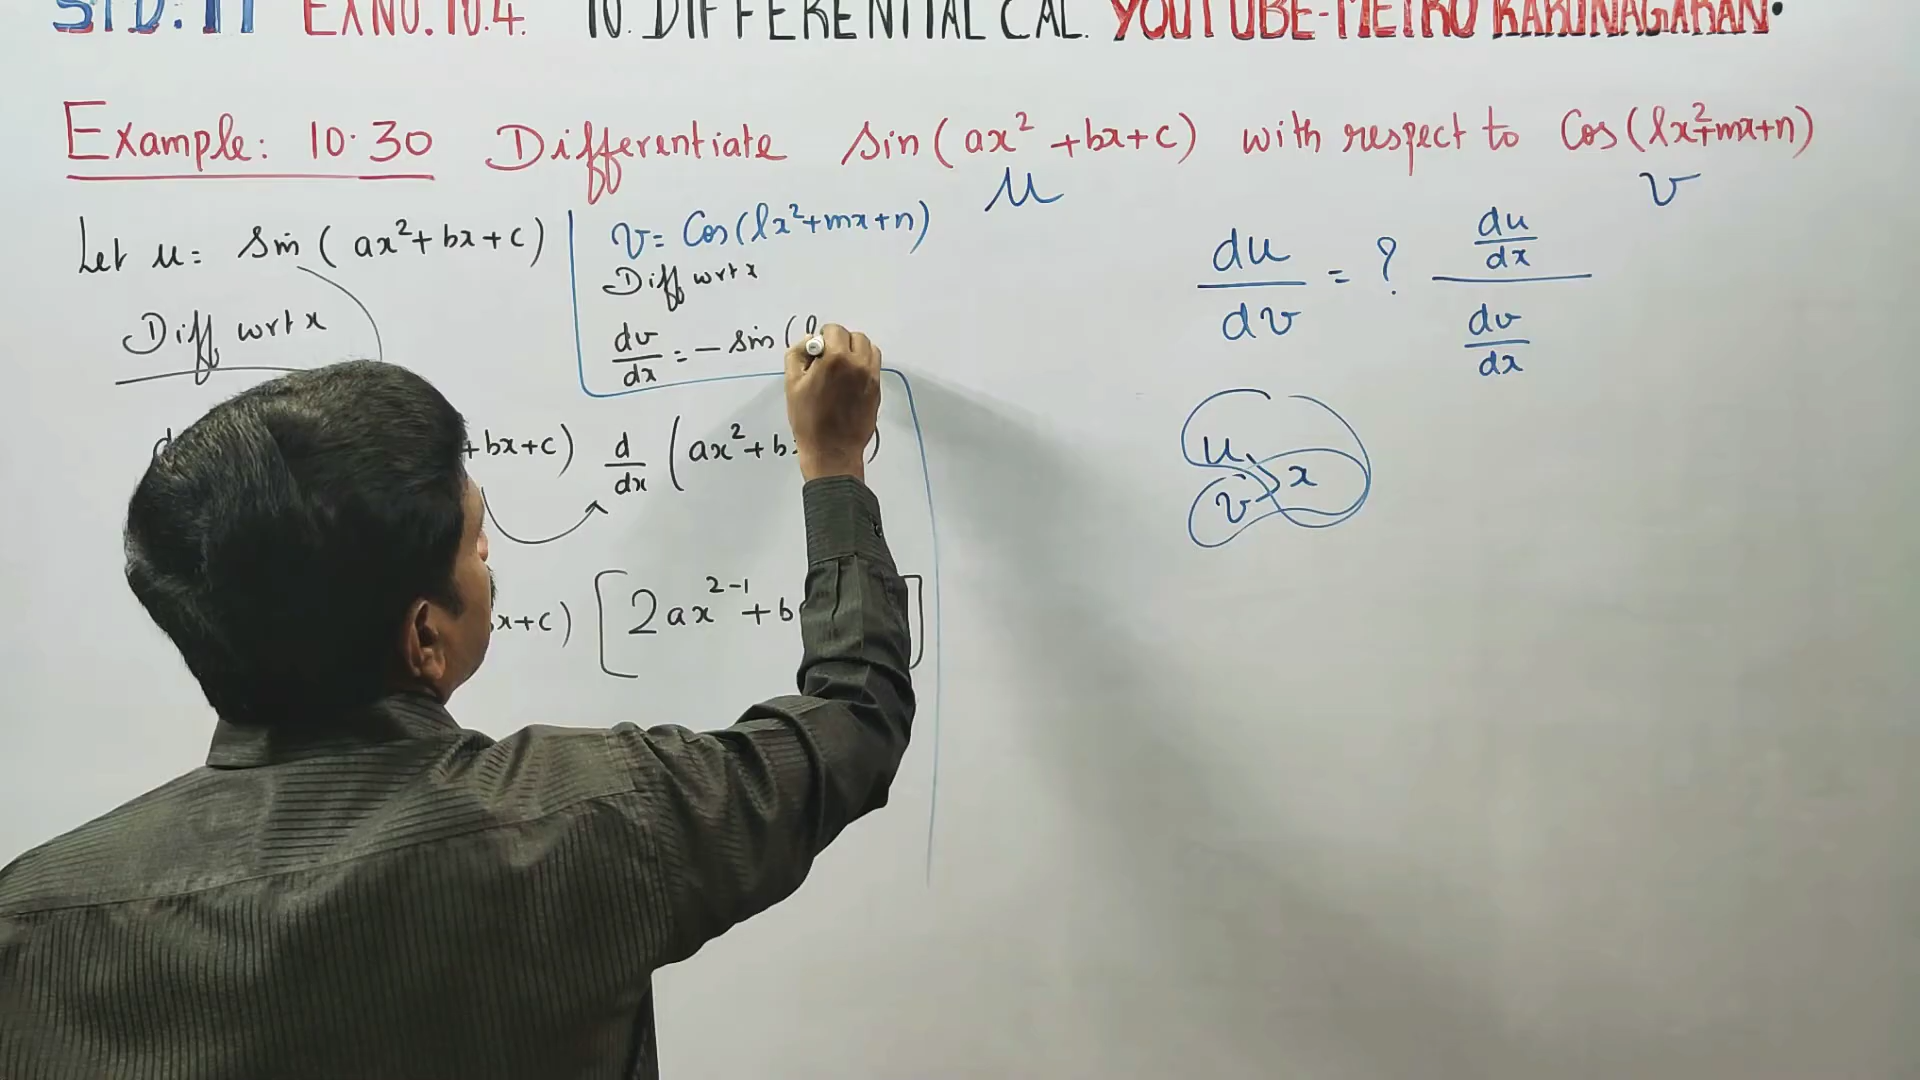 STD. 11 EX NO. 10.4. 10. DIFFERENTIAL CAL. YOUTUBE-METRO KARUNAGARAN.
Example: 10.30 Differentiate sin(ax² + bx + c) with respect to Cos(lx²+mx+n)
u v
Let u = sin(ax² + bx + c)
Diff wrt x
+ bx + c) d/dx (ax² + b )
x + c) [2ax^{2-1} + b ]
v = Cos(lx²+mx+n)
Diff wrt x
dv/dx = - sin(l
du/dv = ? du/dx / dv/dx
u
v x